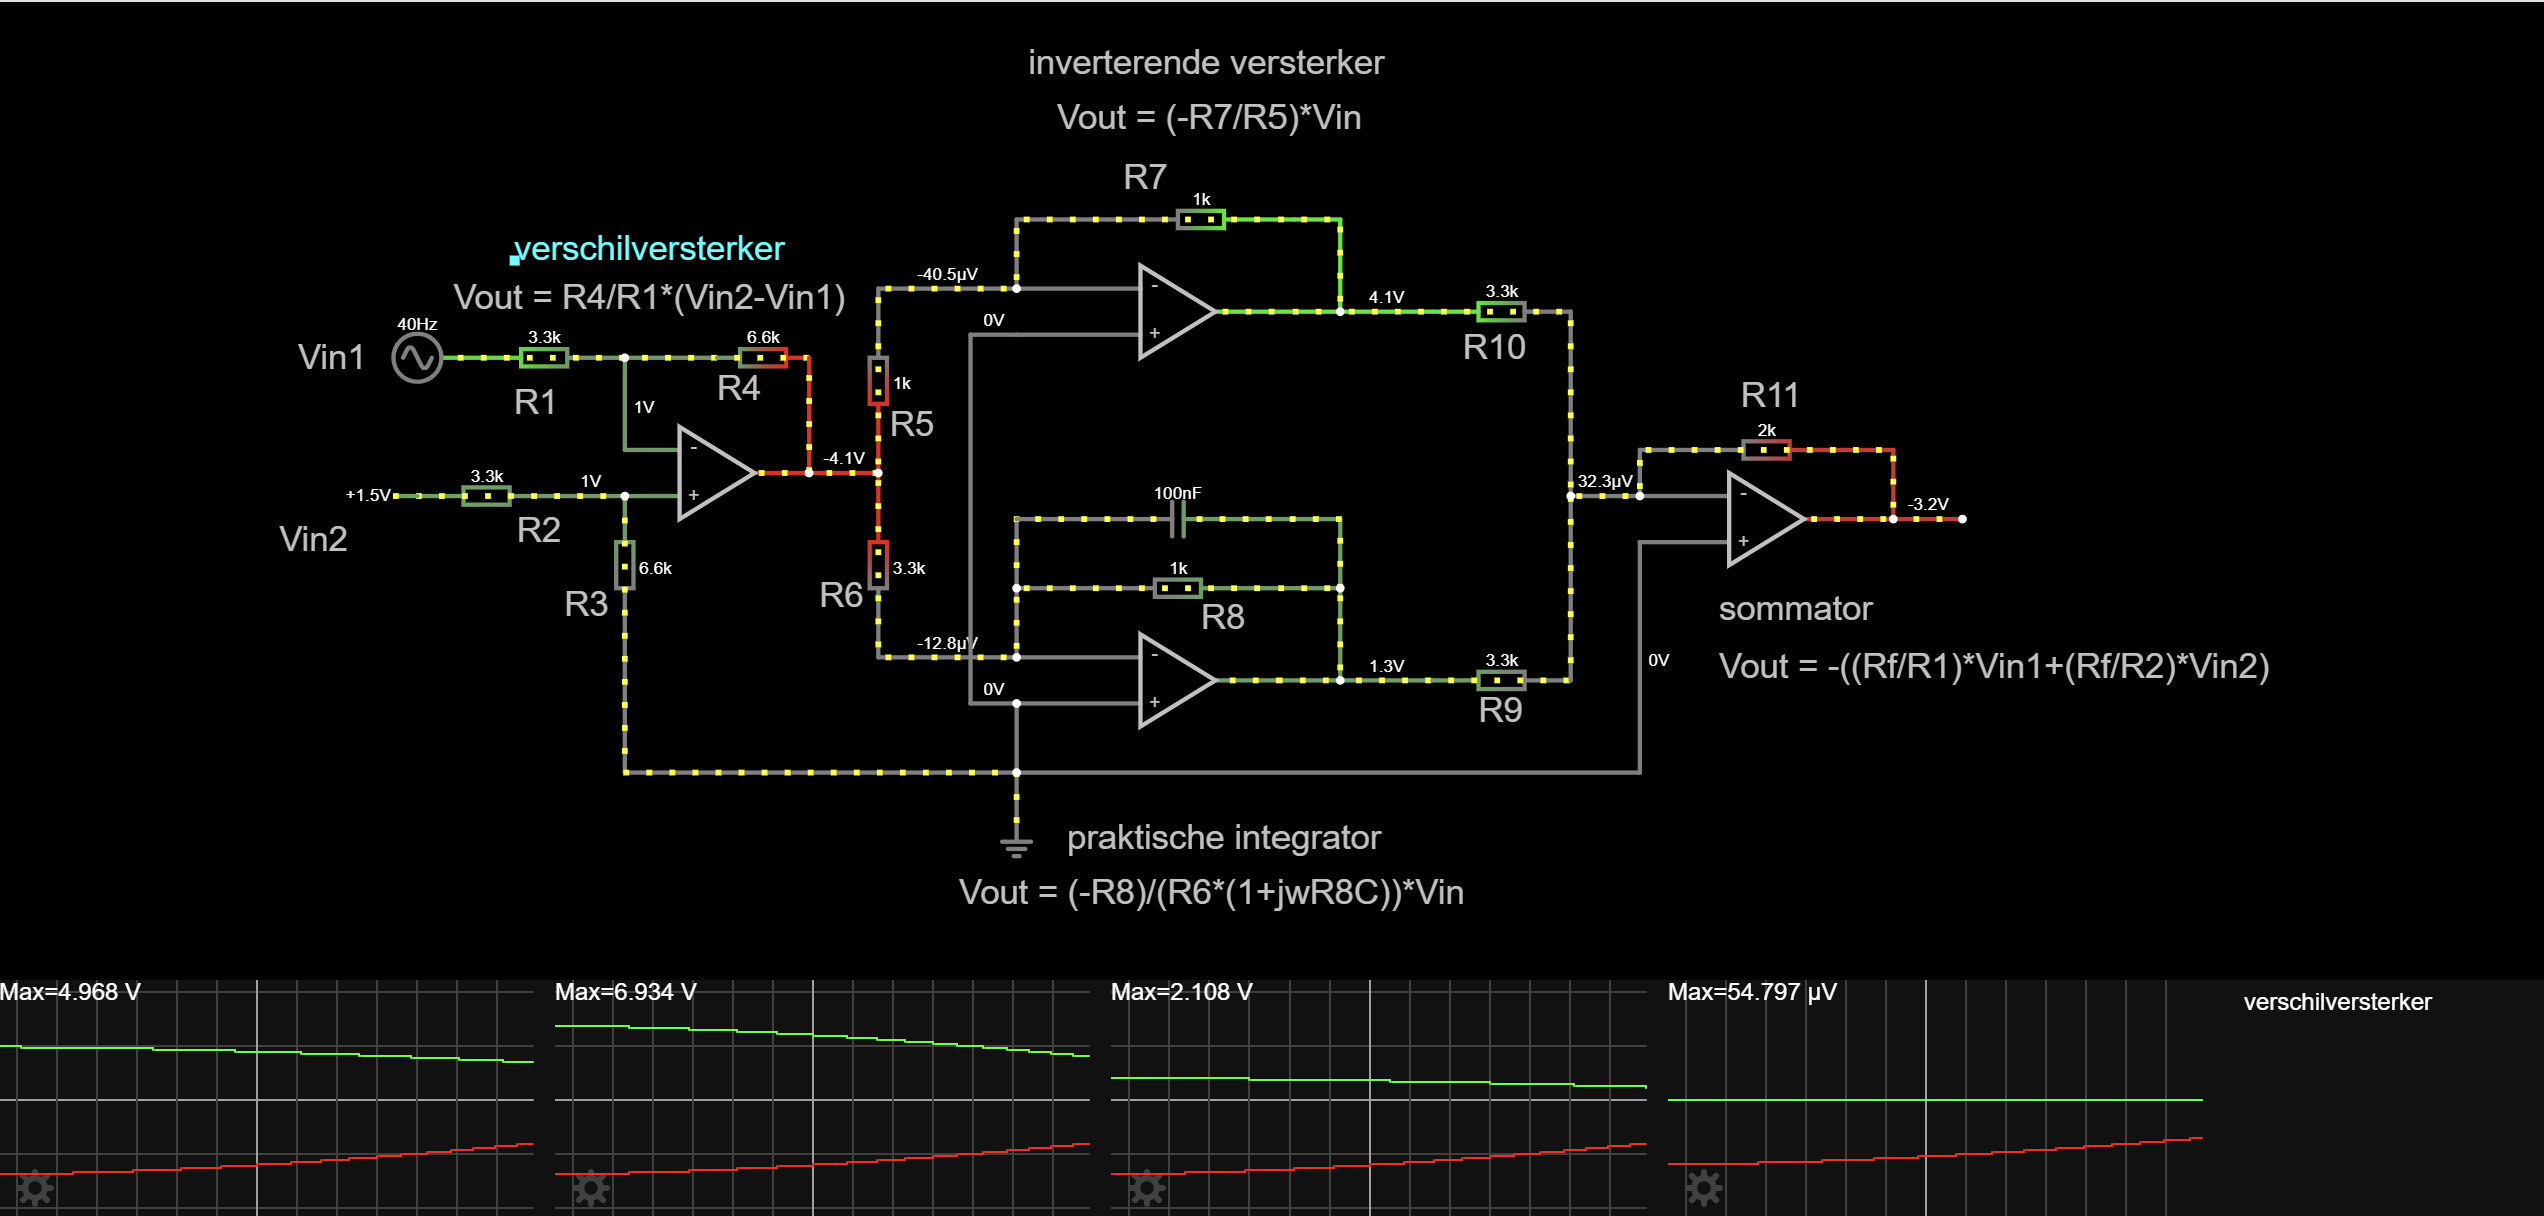 inverterende versterker
Vout = (-R7/R5)*Vin
R7
1k
verschilversterker
Vout = R4/R1*(Vin2-Vin1)
-40.5µV
-
4.1V
3.3k
40Hz
0V
+
R10
Vin1
3.3k
6.6k
R1
R4
1k
R5
1V
R11
2k
-
-4.1V
+1.5V
3.3k
1V
+
100nF
32.3µV
-
-3.2V
Vin2
R2
+
6.6k
R3
3.3k
R6
1k
R8
sommator
Vout = -((Rf/R1)*Vin1+(Rf/R2)*Vin2)
-12.8µV
-
1.3V
3.3k
0V
0V
+
R9
praktische integrator
Vout = (-R8)/(R6*(1+jwR8C))*Vin
Max=4.968 V
Max=6.934 V
Max=2.108 V
Max=54.797 µV
verschilversterker